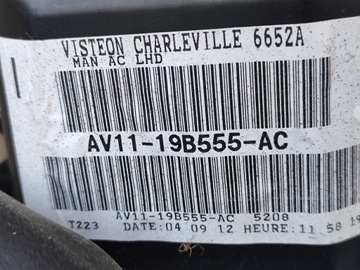 VISTEON CHARLEVILLE 6652A
MAN AC LHD
AV11-19B555-AC
AV11-19B555-AC 5208
T223 DATE:04 09 12 HEURE:11 58